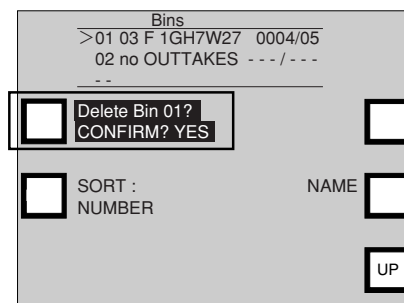 Bins
>01 03 F 1GH7W27 0004/05
02 no OUTTAKES - - - / - - -
- -
Delete Bin 01?
CONFIRM? YES
SORT :
NUMBER
NAME
UP